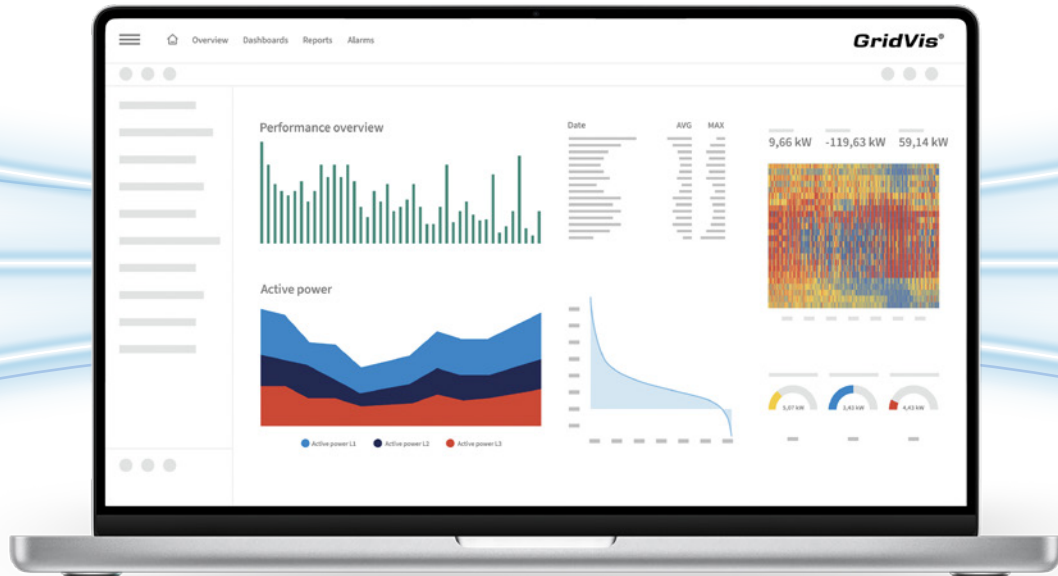 Overview Dashboards Reports Alarms
GridVis®
Performance overview
Date AVG MAX
9,66 kW -119,63 kW 59,14 kW
Active power
Active power L1 Active power L2 Active power L3
5,07 kW 3,42 kW 4,43 kW